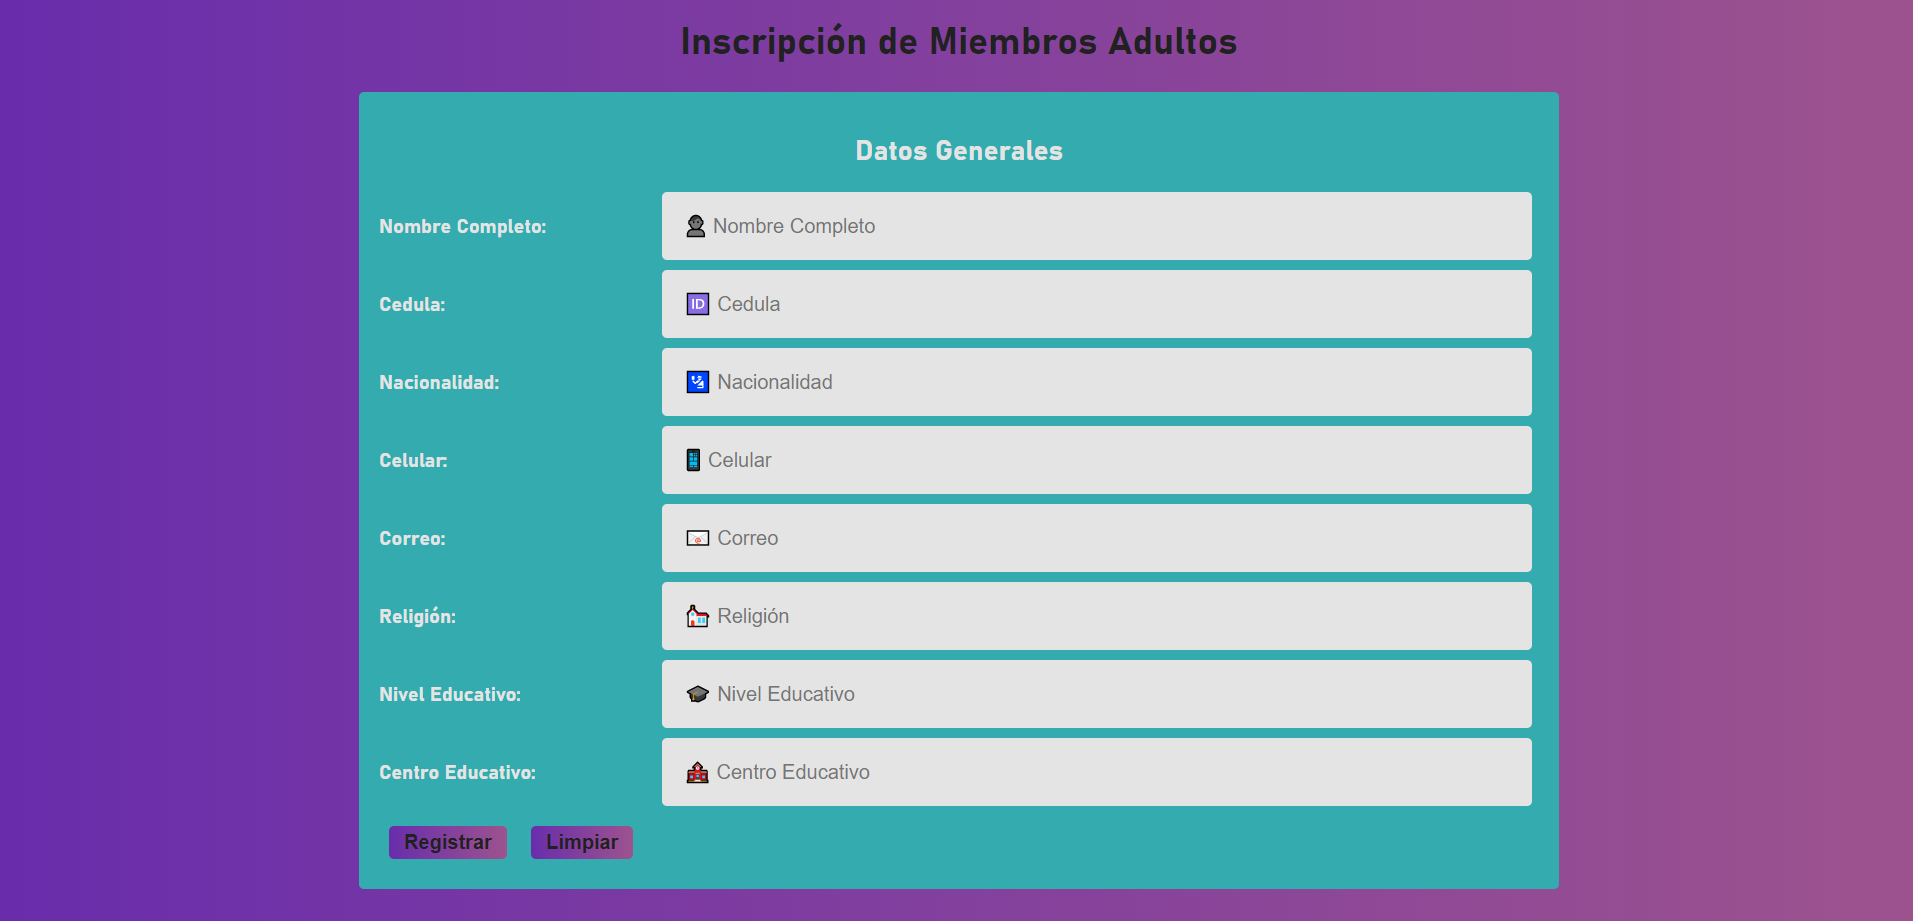 Inscripción de Miembros Adultos
Datos Generales
Nombre Completo: Nombre Completo
Cedula: 🆔 Cedula
Nacionalidad: Nacionalidad
Celular: Celular
Correo: Correo
Religión: Religión
Nivel Educativo: Nivel Educativo
Centro Educativo: Centro Educativo
Registrar Limpiar